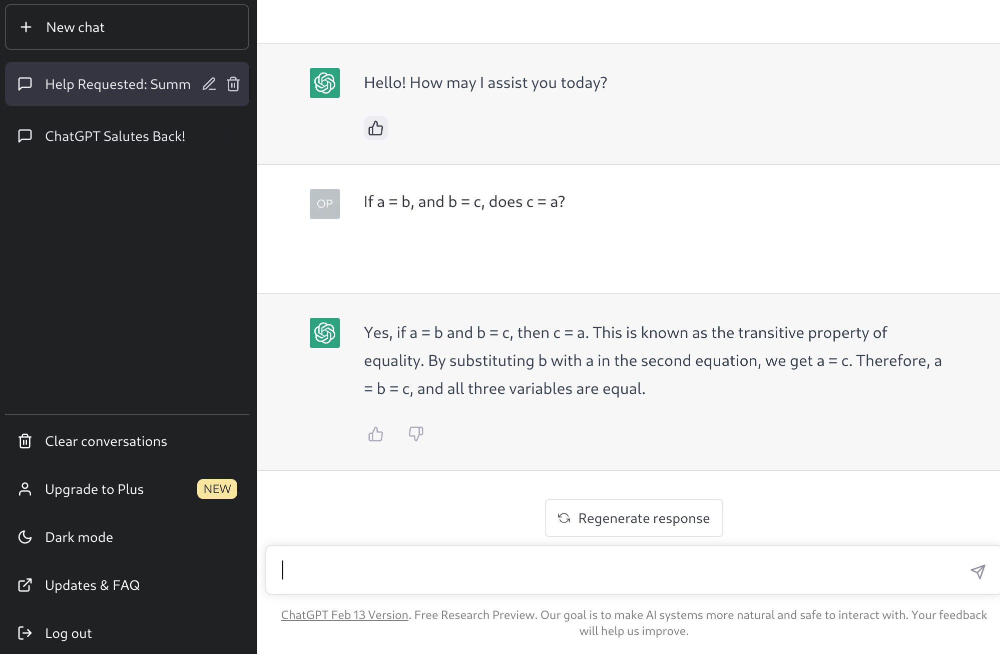 New chat
Help Requested: Summ
ChatGPT Salutes Back!
Clear conversations
Upgrade to Plus
NEW
Dark mode
Updates & FAQ
Log out
Hello! How may I assist you today?
OP
If a = b, and b = c, does c = a?
Yes, if a = b and b = c, then c = a. This is known as the transitive property of
equality. By substituting b with a in the second equation, we get a = c. Therefore, a
= b = c, and all three variables are equal.
Regenerate response
ChatGPT Feb 13 Version. Free Research Preview. Our goal is to make AI systems more natural and safe to interact with. Your feedback
will help us improve.